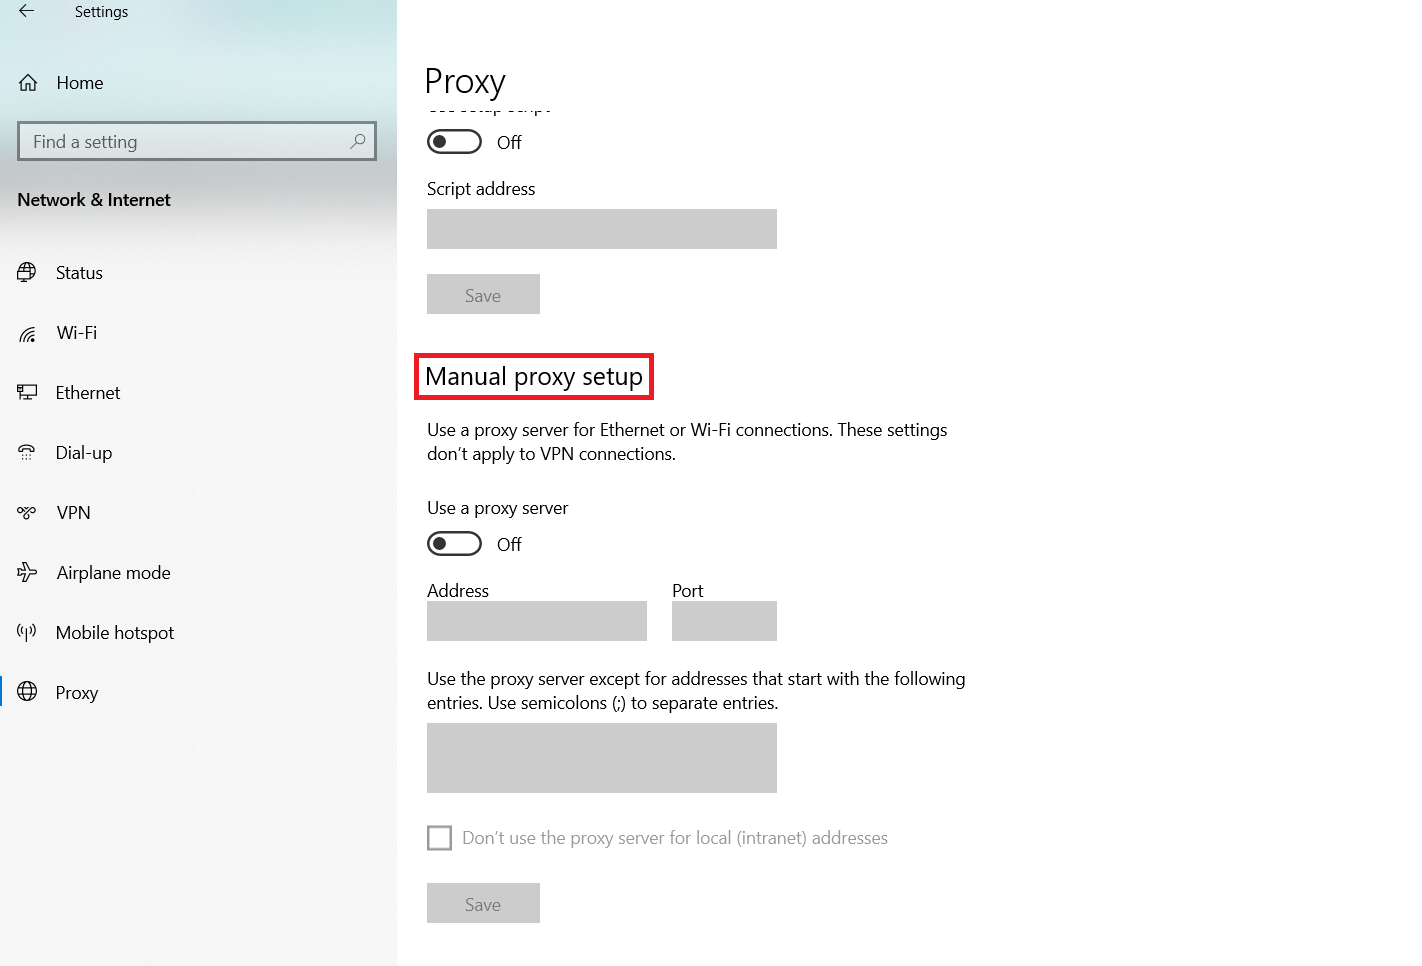 Settings
Home
Find a setting
Network & Internet
Status
Wi-Fi
Ethernet
Dial-up
VPN
Airplane mode
Mobile hotspot
Proxy
Proxy
Use setup script
Off
Script address
Save
Manual proxy setup
Use a proxy server for Ethernet or Wi-Fi connections. These settings
don't apply to VPN connections.
Use a proxy server
Off
Address Port
Use the proxy server except for addresses that start with the following
entries. Use semicolons (;) to separate entries.
Don't use the proxy server for local (intranet) addresses
Save